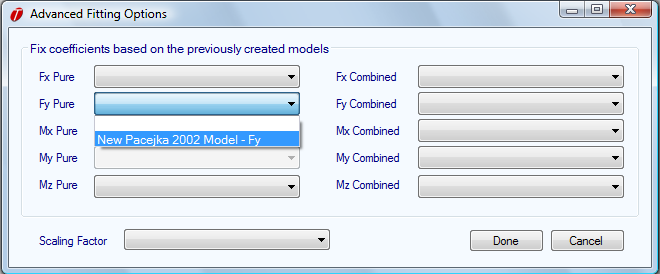 Advanced Fitting Options
Fix coefficients based on the previously created models
Fx Pure
Fx Combined
Fy Pure
Fy Combined
Mx Pure
New Pacejka 2002 Model - Fy
Mx Combined
My Pure
My Combined
Mz Pure
Mz Combined
Scaling Factor
Done
Cancel